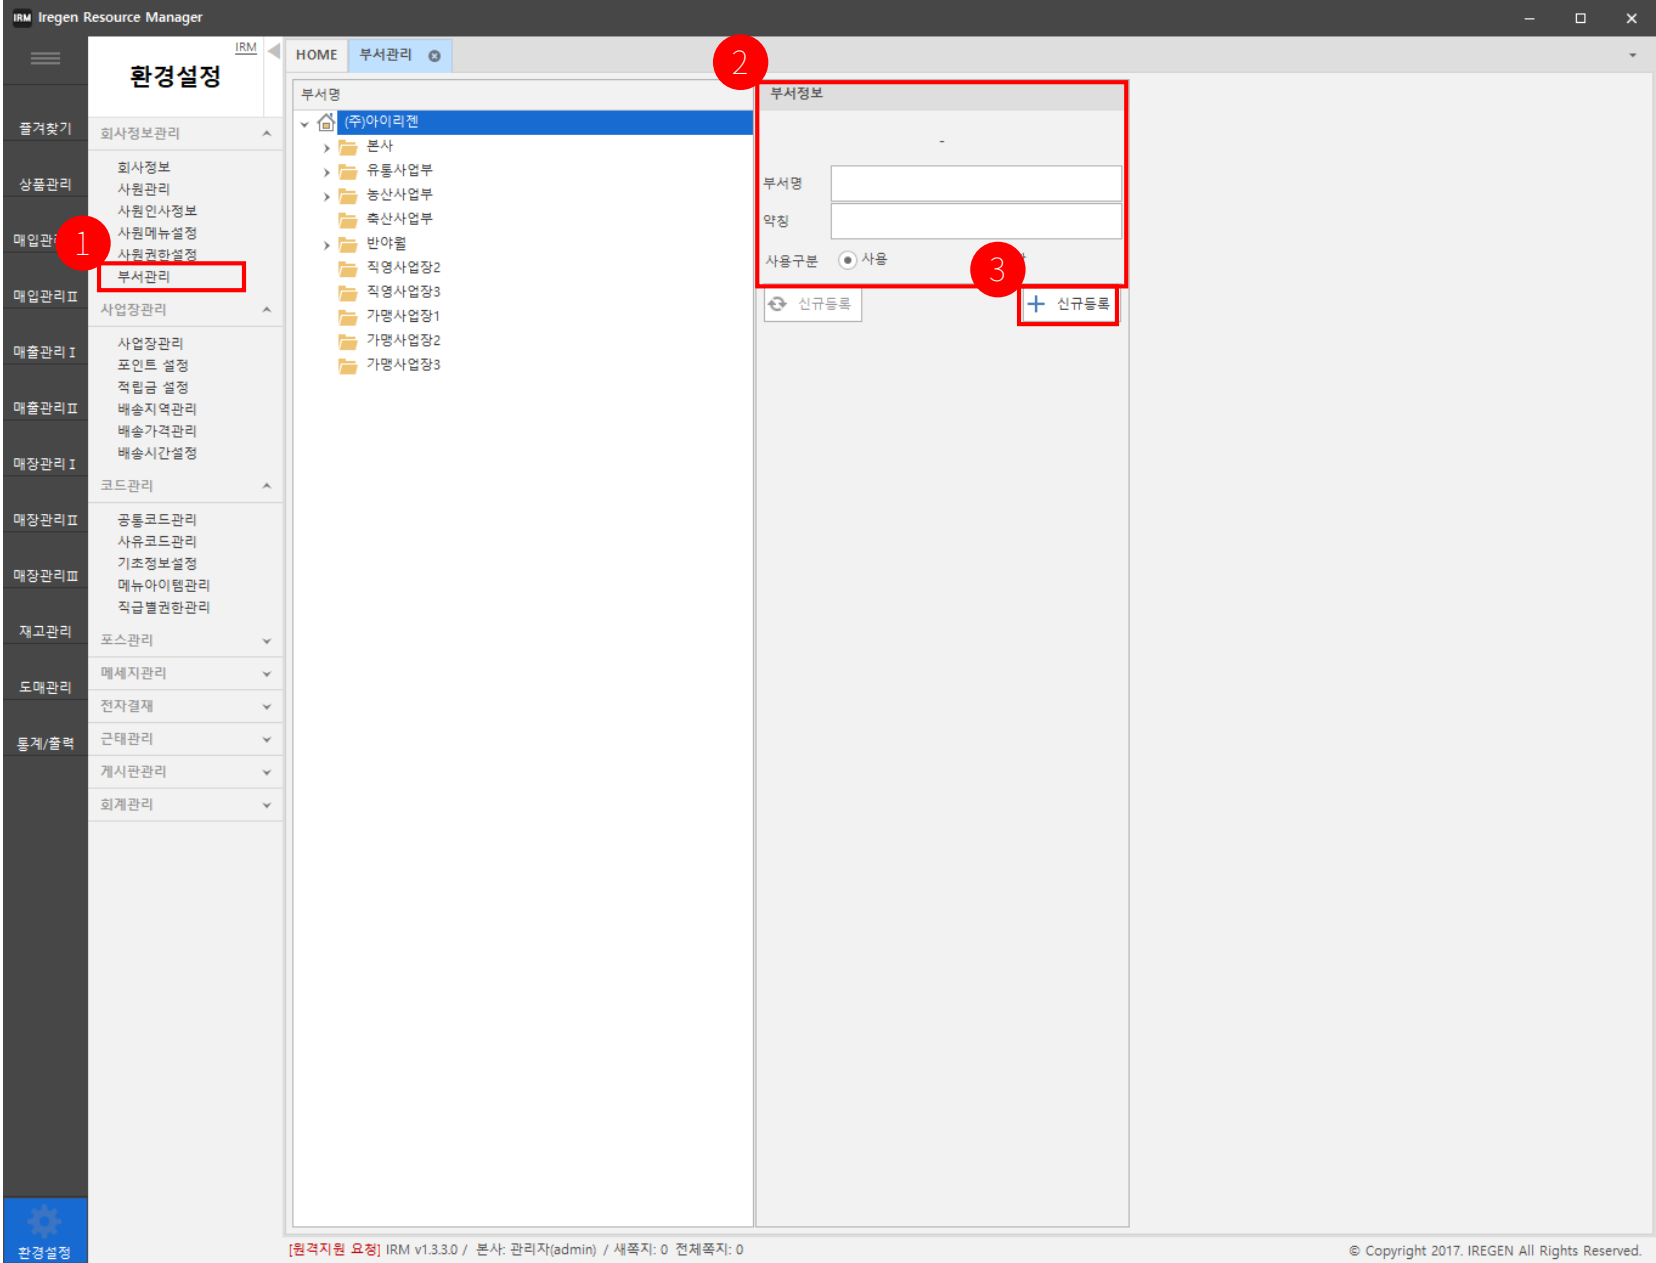 IRM Iregen Resource Manager
즐겨찾기
상품관리
매입관
매입관리II
매출관리 I
매출관리II
매장관리 I
매장관리II
매장관리III
재고관리
도매관리
통계/출력
환경설정
IRM
환경설정
회사정보관리
회사정보
사원관리
사원인사정보
사원메뉴설정
사원권한설정
1
부서관리
사업장관리
사업장관리
포인트 설정
적립금 설정
배송지역관리
배송가격관리
배송시간설정
코드관리
공통코드관리
사유코드관리
기초정보설정
메뉴아이템관리
직급별권한관리
포스관리
메세지관리
전자결재
근태관리
게시판관리
회계관리
HOME 부서관리
부서명
(주)아이리젠
본사
유통사업부
농산사업부
축산사업부
반야월
직영사업장2
직영사업장3
가맹사업장1
가맹사업장2
가맹사업장3
2
부서정보
-
부서명
약칭
사용구분 사용
3
신규등록 신규등록
[원격지원 요청] IRM v1.3.3.0 / 본사: 관리자(admin) / 새쪽지: 0 전체쪽지: 0
© Copyright 2017. IREGEN All Rights Reserved.